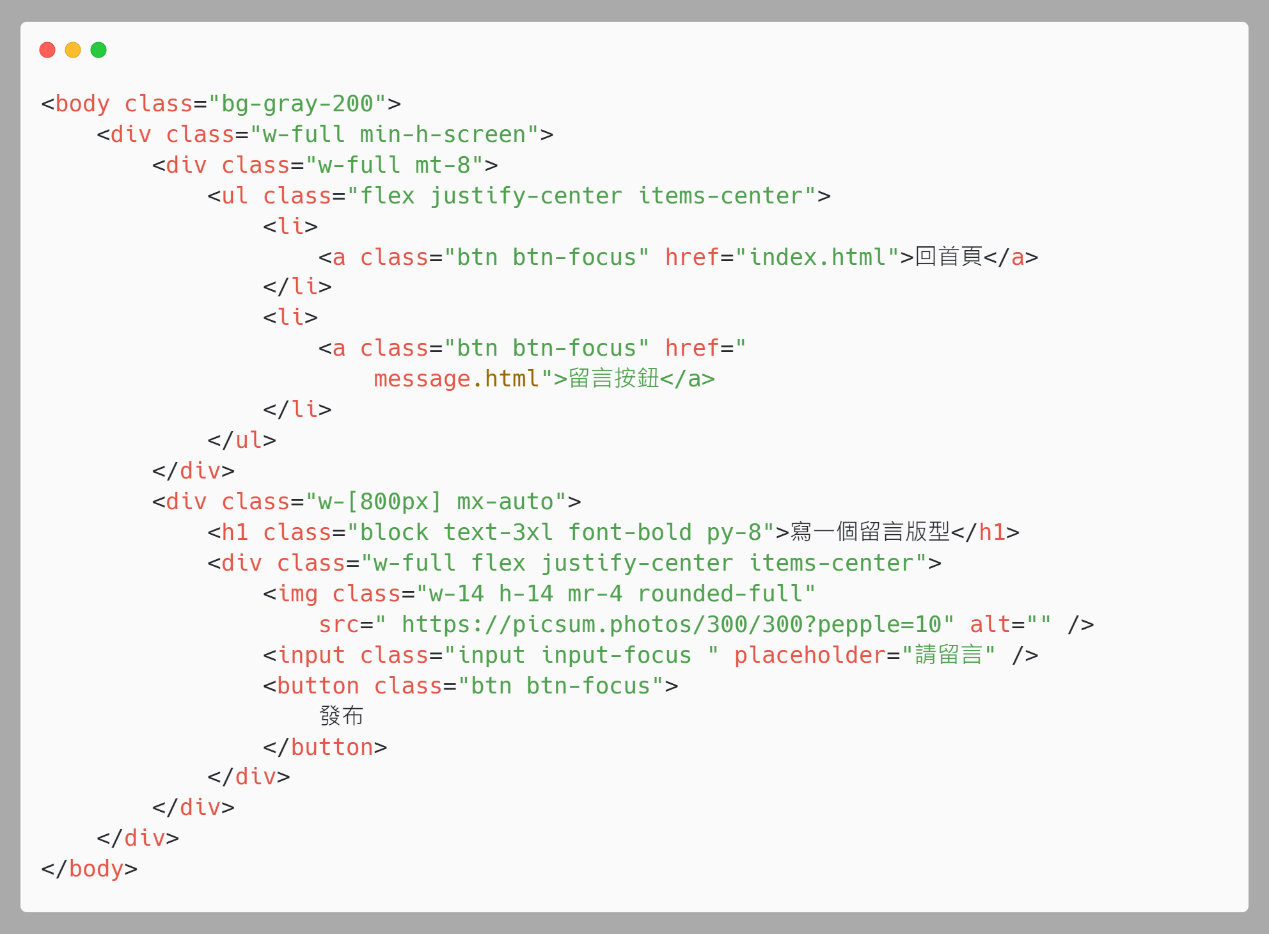 <body class="bg-gray-200">
    <div class="w-full min-h-screen">
        <div class="w-full mt-8">
            <ul class="flex justify-center items-center">
                <li>
                    <a class="btn btn-focus" href="index.html">回首頁</a>
                </li>
                <li>
                    <a class="btn btn-focus" href="
                        message.html">留言按鈕</a>
                </li>
            </ul>
        </div>
        <div class="w-[800px] mx-auto">
            <h1 class="block text-3xl font-bold py-8">寫一個留言版型</h1>
            <div class="w-full flex justify-center items-center">
                <img class="w-14 h-14 mr-4 rounded-full"
                    src=" https://picsum.photos/300/300?pepple=10" alt="" />
                <input class="input input-focus " placeholder="請留言" />
                <button class="btn btn-focus">
                    發布
                </button>
            </div>
        </div>
    </div>
</body>